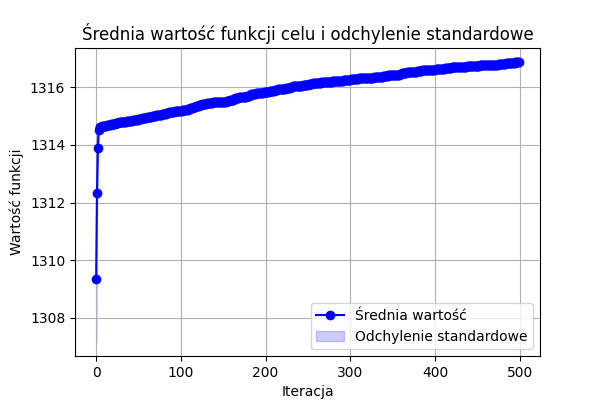 Średnia wartość funkcji celu i odchylenie standardowe
Wartość funkcji
1316
1314
1312
1310
1308
Średnia wartość
Odchylenie standardowe
0 100 200 300 400 500
Iteracja